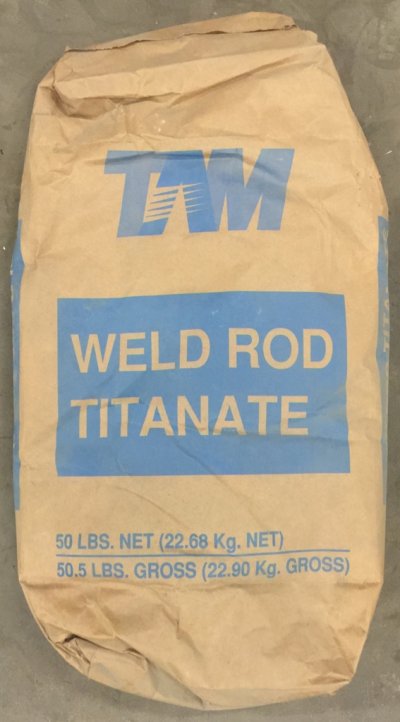 TAM
WELD ROD
TITANATE
50 LBS. NET (22.68 Kg. NET)
50.5 LBS. GROSS (22.90 Kg. GROSS)